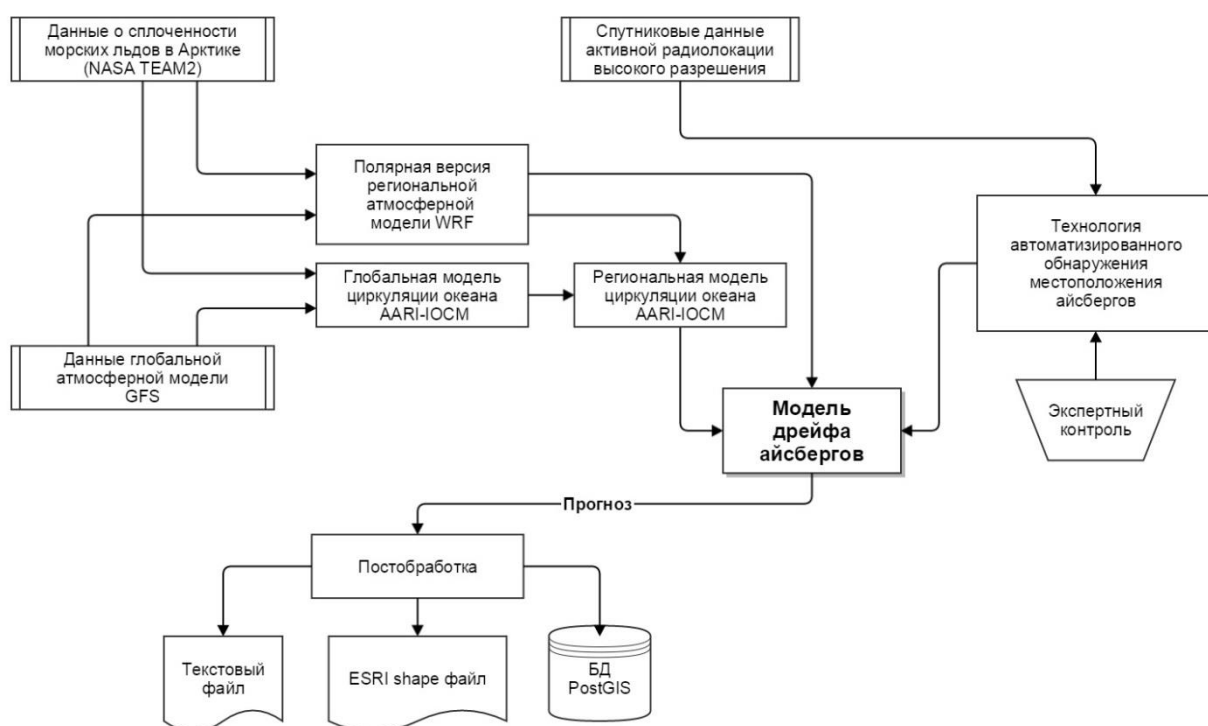 Данные о сплоченности
морских льдов в Арктике
(NASA TEAM2)
Спутниковые данные
активной радиолокации
высокого разрешения
Полярная версия
региональной
атмосферной
модели WRF
Технология
автоматизированного
обнаружения
местоположения
айсбергов
Глобальная модель
циркуляции океана
AARI-IOCM
Региональная модель
циркуляции океана
AARI-IOCM
Данные глобальной
атмосферной модели
GFS
Модель
дрейфа
айсбергов
Экспертный
контроль
Прогноз
Постобработка
Текстовый
файл
ESRI shape файл
БД
PostGIS